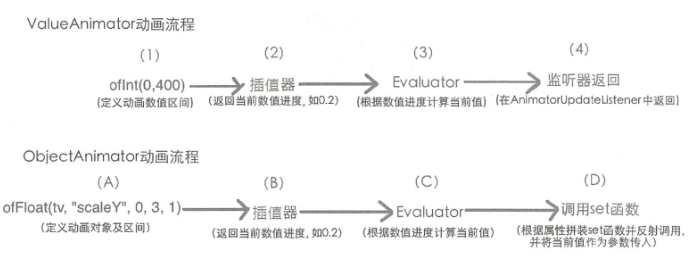 ValueAnimator动画流程
(1) (2) (3) (4)
ofInt(0,400) 插值器 Evaluator 监听器返回
(定义动画数值区间) (返回当前数值进度, 如0.2) (根据数值进度计算当前值) (在AnimatorUpdateListener中返回)
ObjectAnimator动画流程
(A) (B) (C) (D)
ofFloat(tv, "scaleY", 0, 3, 1) 插值器 Evaluator 调用set函数
(定义动画对象及区间) (返回当前数值进度, 如0.2) (根据数值进度计算当前值) (根据属性拼装set函数并反射调用,
并将当前值作为参数传入)